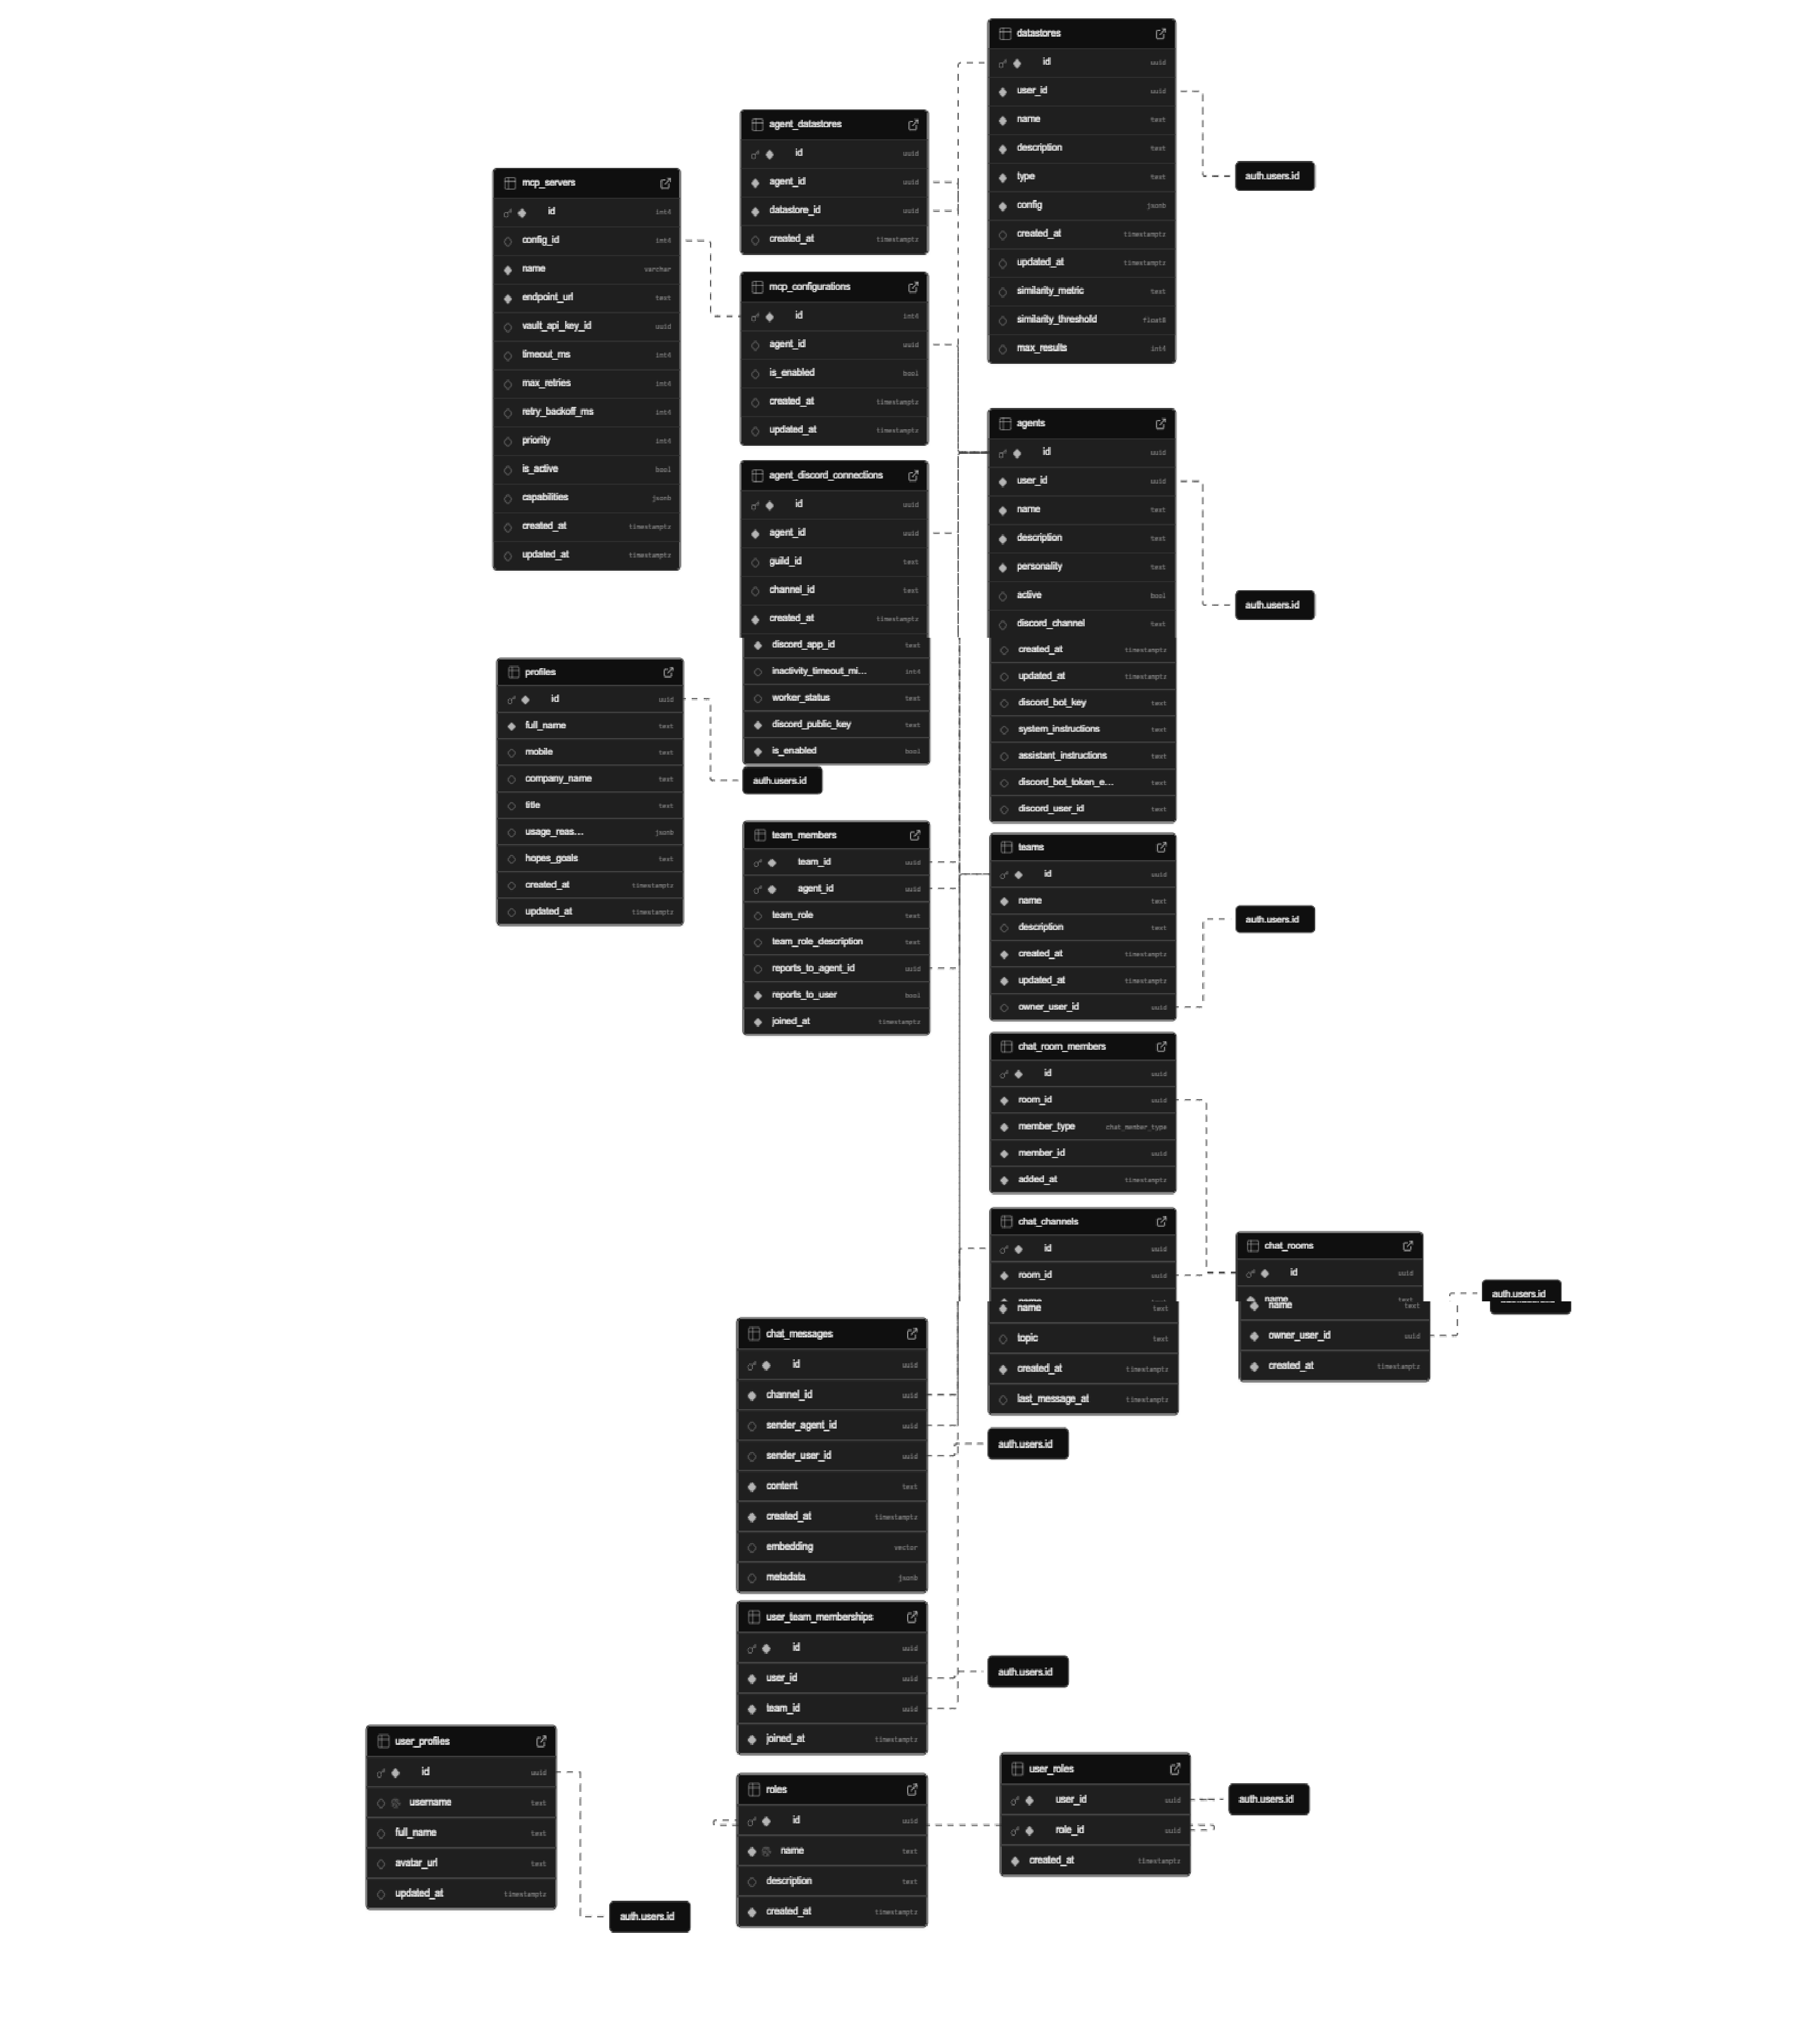 datastores
id uuid
user_id uuid
name text
description text
type text
config jsonb
created_at timestamptz
updated_at timestamptz
similarity_metric text
similarity_threshold float8
max_results int4
auth.users.id
agent_datastores
id uuid
agent_id uuid
datastore_id uuid
created_at timestamptz
mcp_servers
id int4
config_id int4
name varchar
endpoint_url text
vault_api_key_id uuid
timeout_ms int4
max_retries int4
retry_backoff_ms int4
priority int4
is_active bool
capabilities jsonb
created_at timestamptz
updated_at timestamptz
mcp_configurations
id int4
agent_id uuid
is_enabled bool
created_at timestamptz
updated_at timestamptz
agents
id uuid
user_id uuid
name text
description text
personality text
active bool
discord_channel text
created_at timestamptz
updated_at timestamptz
discord_bot_key text
system_instructions text
assistant_instructions text
discord_bot_token_e... text
discord_user_id text
auth.users.id
agent_discord_connections
id uuid
agent_id uuid
guild_id text
channel_id text
created_at timestamptz
discord_app_id text
inactivity_timeout_mi... int4
worker_status text
discord_public_key text
is_enabled bool
profiles
id uuid
full_name text
mobile text
company_name text
title text
usage_reas... jsonb
hopes_goals text
created_at timestamptz
updated_at timestamptz
auth.users.id
team_members
team_id uuid
agent_id uuid
team_role text
team_role_description text
reports_to_agent_id uuid
reports_to_user bool
joined_at timestamptz
teams
id uuid
name text
description text
created_at timestamptz
updated_at timestamptz
owner_user_id uuid
auth.users.id
chat_room_members
id uuid
room_id uuid
member_type chat_member_type
member_id uuid
added_at timestamptz
chat_channels
id uuid
room_id uuid
name text
topic text
created_at timestamptz
last_message_at timestamptz
chat_rooms
id uuid
name text
name text
owner_user_id uuid
created_at timestamptz
auth.users.id
chat_messages
id uuid
channel_id uuid
sender_agent_id uuid
sender_user_id uuid
content text
created_at timestamptz
embedding vector
metadata jsonb
auth.users.id
user_team_memberships
id uuid
user_id uuid
team_id uuid
joined_at timestamptz
auth.users.id
user_profiles
id uuid
username text
full_name text
avatar_url text
updated_at timestamptz
auth.users.id
roles
id uuid
name text
description text
created_at timestamptz
user_roles
user_id uuid
role_id uuid
created_at timestamptz
auth.users.id